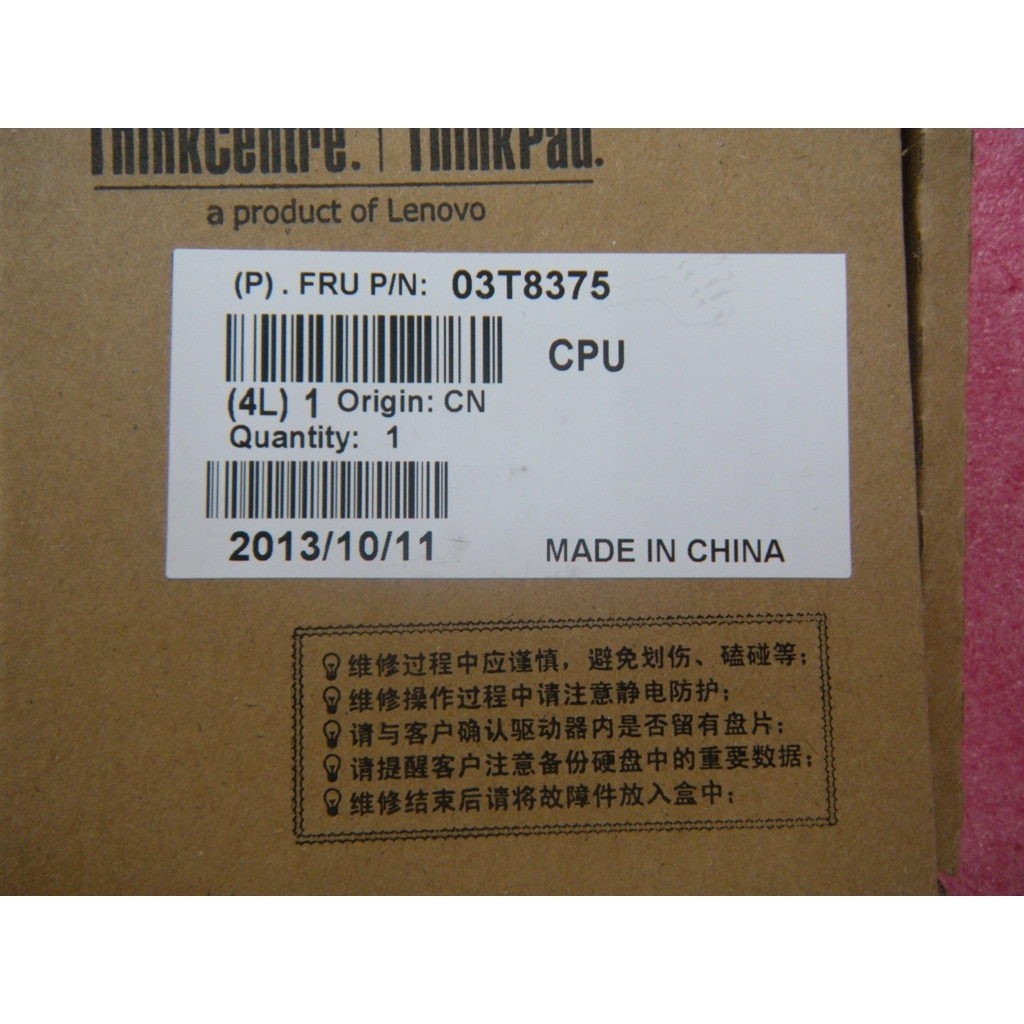 ThinkCentre. | ThinkPad.
a product of Lenovo
(P) . FRU P/N: 03T8375
CPU
(4L) 1 Origin: CN
Quantity: 1
2013/10/11
MADE IN CHINA
维修过程中应谨慎，避免划伤、磕碰等；
维修操作过程中请注意静电防护；
请与客户确认驱动器内是否留有盘片；
请提醒客户注意备份硬盘中的重要数据；
维修结束后请将故障件放入盒中；